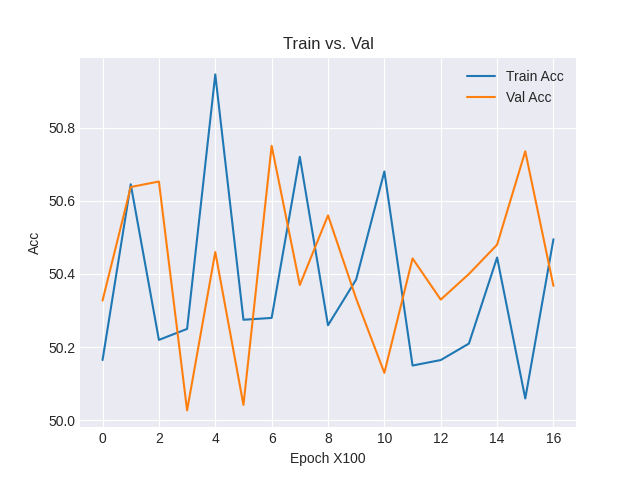 Train vs. Val
Train Acc
Val Acc
Acc
50.8
50.6
50.4
50.2
50.0
0 2 4 6 8 10 12 14 16
Epoch X100